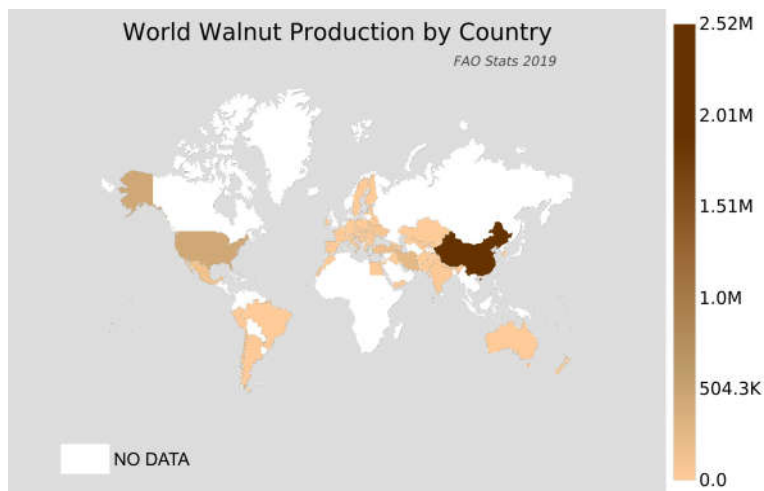 World Walnut Production by Country
FAO Stats 2019
2.52M
2.01M
1.51M
1.0M
504.3K
0.0
NO DATA